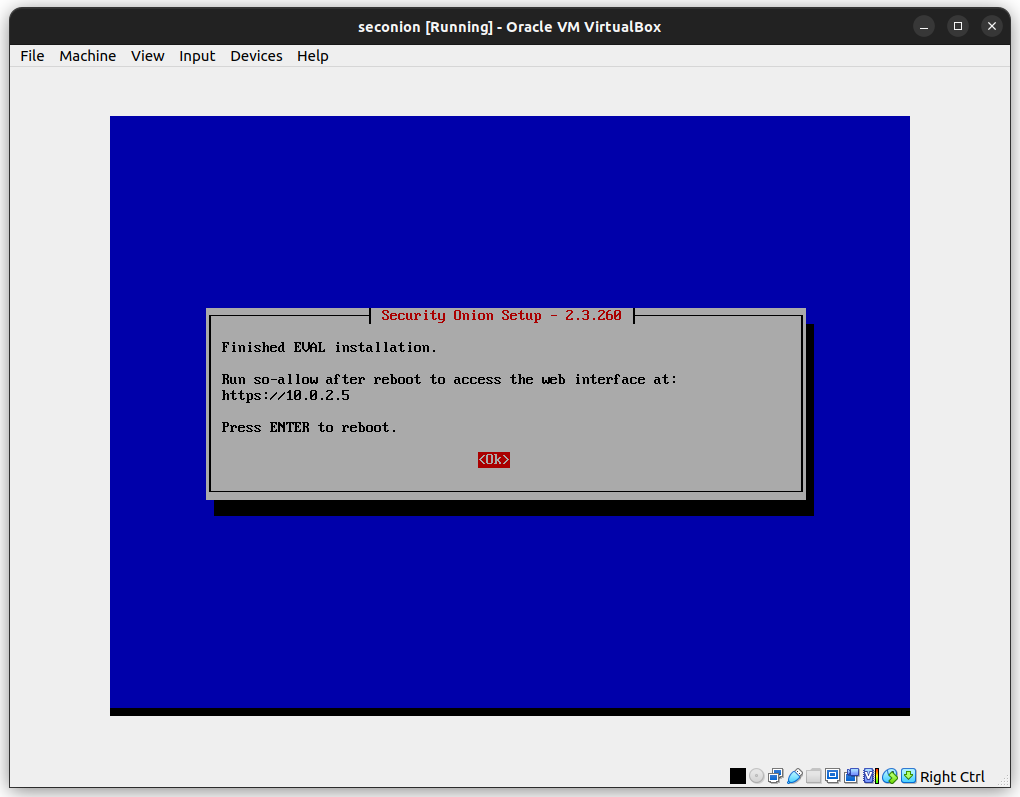 seconion [Running] - Oracle VM VirtualBox
File Machine View Input Devices Help
Security Onion Setup - 2.3.260
Finished EVAL installation.
Run so-allow after reboot to access the web interface at:
https://10.0.2.5
Press ENTER to reboot.
<Ok>
Right Ctrl